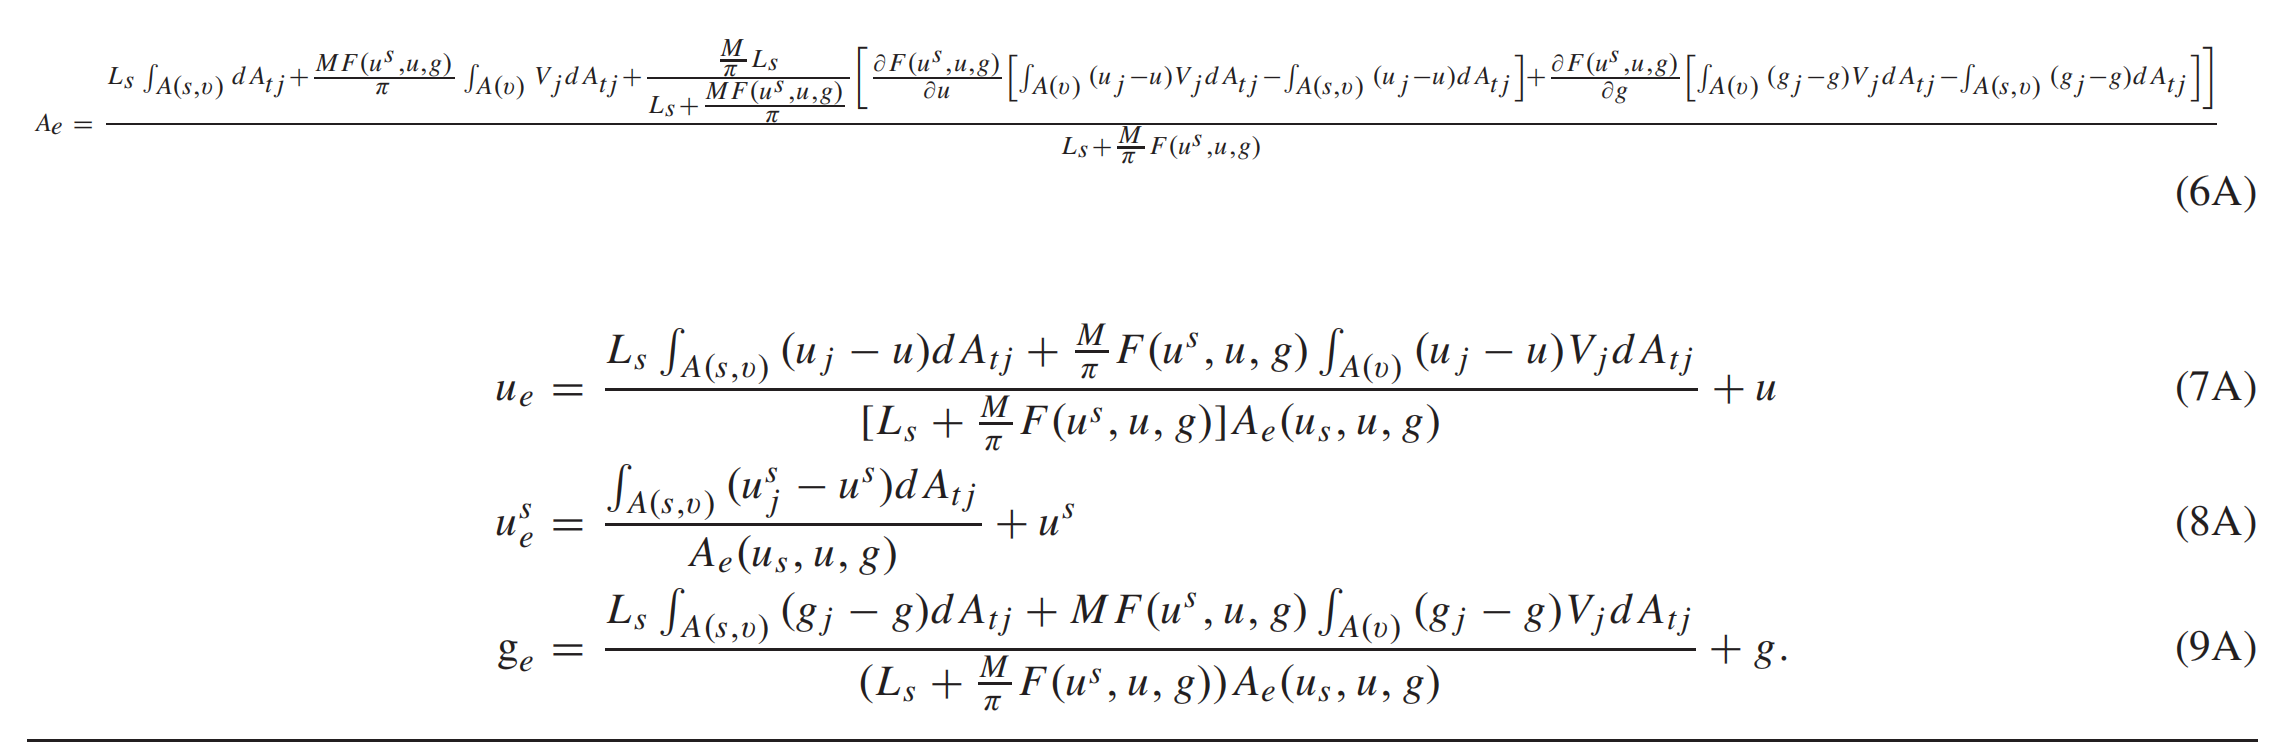 $A_e = \frac{L_s \int_{A(s,v)} dA_{tj} + \frac{MF(u^s,u,g)}{\pi} \int_{A(v)} V_j dA_{tj} + \frac{\frac{M}{\pi} L_s}{L_s + \frac{MF(u^s,u,g)}{\pi}} \left[ \frac{\partial F(u^s,u,g)}{\partial u} \left[ \int_{A(v)} (u_j - u) V_j dA_{tj} - \int_{A(s,v)} (u_j - u) dA_{tj} \right] + \frac{\partial F(u^s,u,g)}{\partial g} \left[ \int_{A(v)} (g_j - g) V_j dA_{tj} - \int_{A(s,v)} (g_j - g) dA_{tj} \right] \right]}{L_s + \frac{M}{\pi} F(u^s,u,g)}$
(6A)
$u_e = \frac{L_s \int_{A(s,v)} (u_j - u) dA_{tj} + \frac{M}{\pi} F(u^s, u, g) \int_{A(v)} (u_j - u) V_j dA_{tj}}{[L_s + \frac{M}{\pi} F(u^s, u, g)] A_e(u_s, u, g)} + u$ (7A)
$u_e^s = \frac{\int_{A(s,v)} (u_j^s - u^s) dA_{tj}}{A_e(u_s, u, g)} + u^s$ (8A)
$\mathrm{g}_e = \frac{L_s \int_{A(s,v)} (g_j - g) dA_{tj} + MF(u^s, u, g) \int_{A(v)} (g_j - g) V_j dA_{tj}}{(L_s + \frac{M}{\pi} F(u^s, u, g)) A_e(u_s, u, g)} + g.$ (9A)